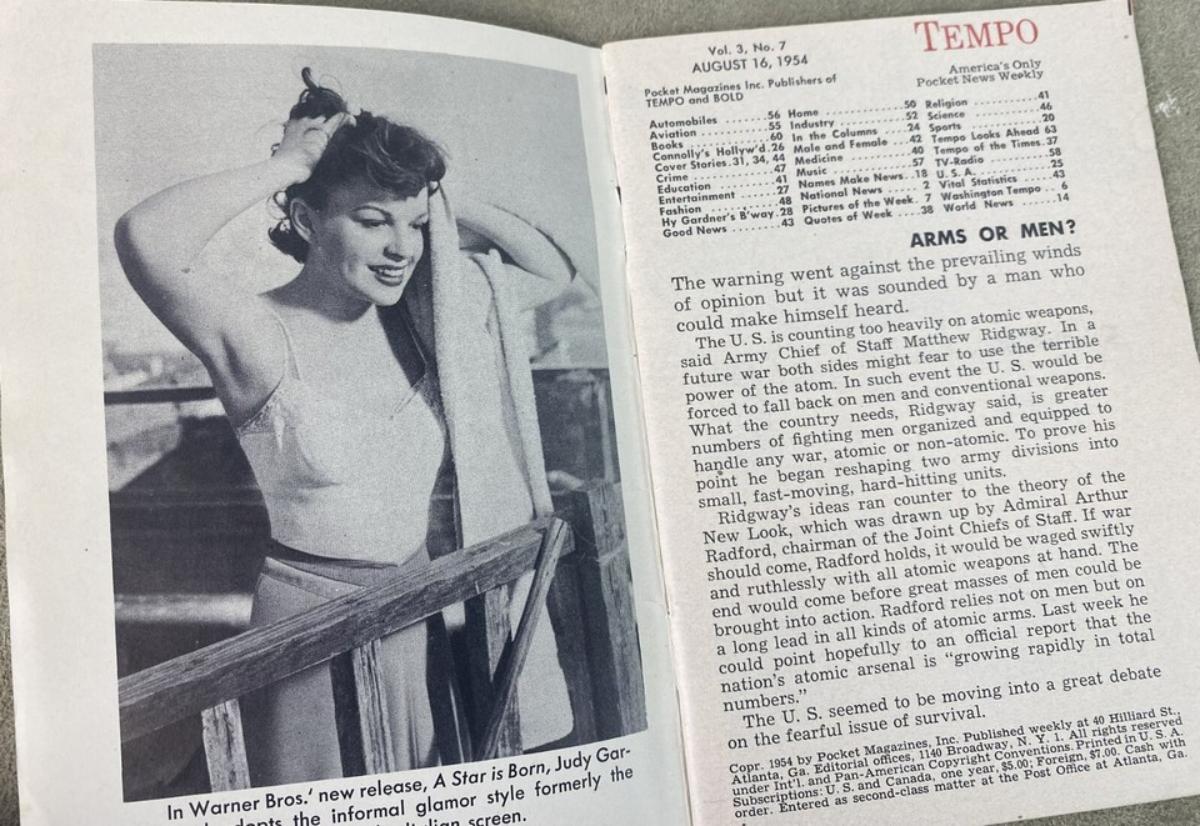 In Warner Bros.' new release, A Star is Born, Judy Gar-
adopts the informal glamor style formerly the
screen.
Vol. 3, No. 7
AUGUST 16, 1954
TEMPO
America's Only
Pocket News Weekly
Pocket Magazines Inc. Publishers of
TEMPO and BOLD
Automobiles .......56
Aviation ..........55
Books .............60
Connolly's Hollyw'd.26
Cover Stories.31, 34, 44
Crime .............47
Education .........41
Entertainment .....27
Fashion ...........48
Hy Gardner's B'way.28
Good News ........43
Home .............50
Industry ..........52
In the Columns ....24
Male and Female ...42
Medicine ..........40
Music .............57
Names Make News..18
National News ..... 2
Pictures of the Week. 7
Quotes of Week ....38
Religion ..........41
Science ...........46
Sports ............20
Tempo Looks Ahead 63
Tempo of the Times.37
TV-Radio ..........58
U. S. A. ..........25
Vital Statistics .....43
Washington Tempo .. 6
World News ......14
ARMS OR MEN?
The warning went against the prevailing winds
of opinion but it was sounded by a man who
could make himself heard.
The U. S. is counting too heavily on atomic weapons,
said Army Chief of Staff Matthew Ridgway. In a
future war both sides might fear to use the terrible
power of the atom. In such event the U. S. would be
forced to fall back on men and conventional weapons.
What the country needs, Ridgway said, is greater
numbers of fighting men organized and equipped to
handle any war, atomic or non-atomic. To prove his
point he began reshaping two army divisions into
small, fast-moving, hard-hitting units.
Ridgway's ideas ran counter to the theory of the
New Look, which was drawn up by Admiral Arthur
Radford, chairman of the Joint Chiefs of Staff. If war
should come, Radford holds, it would be waged swiftly
and ruthlessly with all atomic weapons at hand. The
end would come before great masses of men could be
brought into action. Radford relies not on men but on
a long lead in all kinds of atomic arms. Last week he
could point hopefully to an official report that the
nation's atomic arsenal is "growing rapidly in total
numbers."
The U. S. seemed to be moving into a great debate
on the fearful issue of survival.
Copr. 1954 by Pocket Magazines, Inc. Published weekly at 40 Hilliard St.,
Atlanta, Ga. Editorial offices, 1140 Broadway, N. Y. 1. All rights reserved
under Int'l. and Pan-American Copyright Conventions. Printed in U. S. A.
Subscriptions: U. S. and Canada, one year, $5.00; Foreign, $7.00. Cash with
order. Entered as second-class matter at the Post Office at Atlanta, Ga.